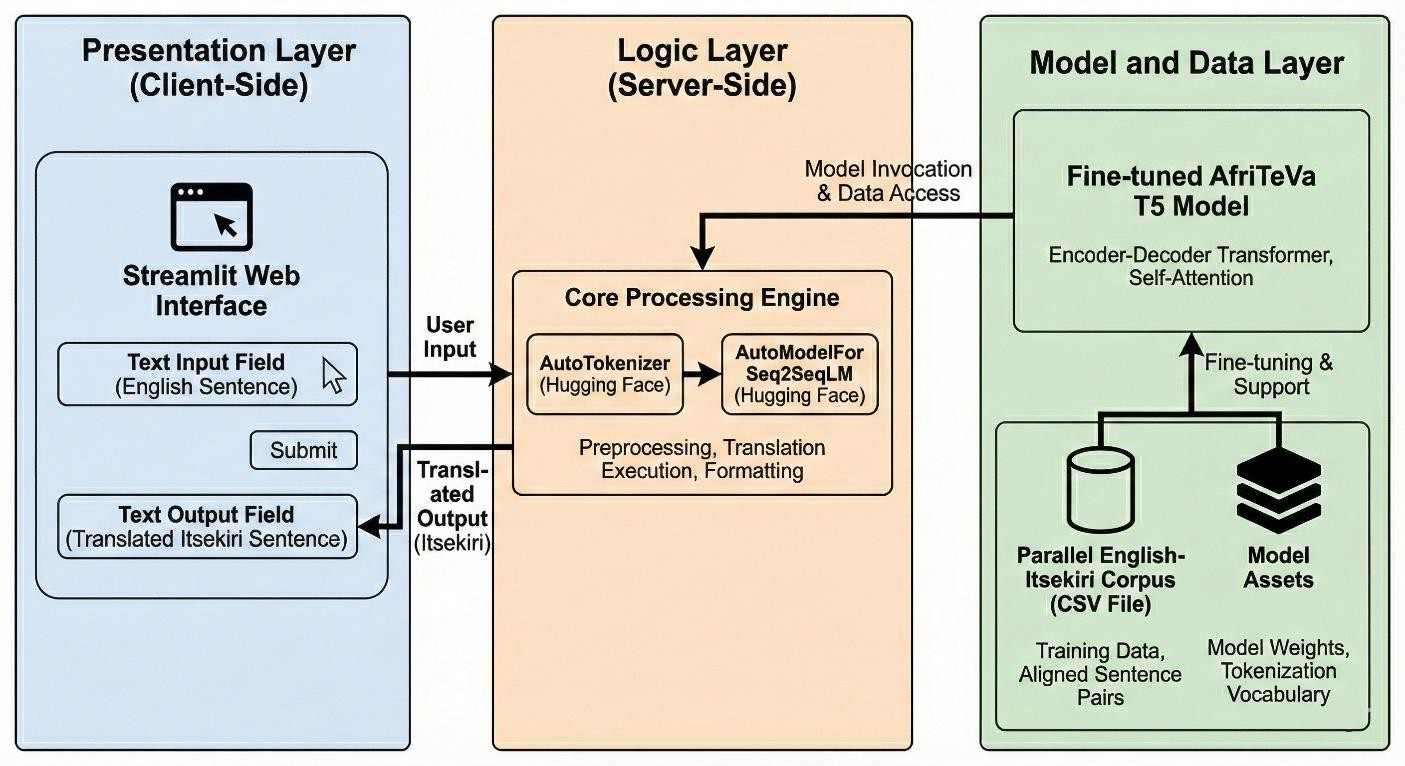 Presentation Layer
(Client-Side)
Streamlit Web
Interface
Text Input Field
(English Sentence)
Submit
Text Output Field
(Translated Itsekiri Sentence)
User
Input
Transl-
ated
Output
(Itsekiri)
Logic Layer
(Server-Side)
Model Invocation
& Data Access
Core Processing Engine
AutoTokenizer
(Hugging Face)
AutoModelFor
Seq2SeqLM
(Hugging Face)
Preprocessing, Translation
Execution, Formatting
Model and Data Layer
Fine-tuned AfriTeVa
T5 Model
Encoder-Decoder Transformer,
Self-Attention
Fine-tuning &
Support
Parallel English-
Itsekiri Corpus
(CSV File)
Training Data,
Aligned Sentence
Pairs
Model
Assets
Model Weights,
Tokenization
Vocabulary